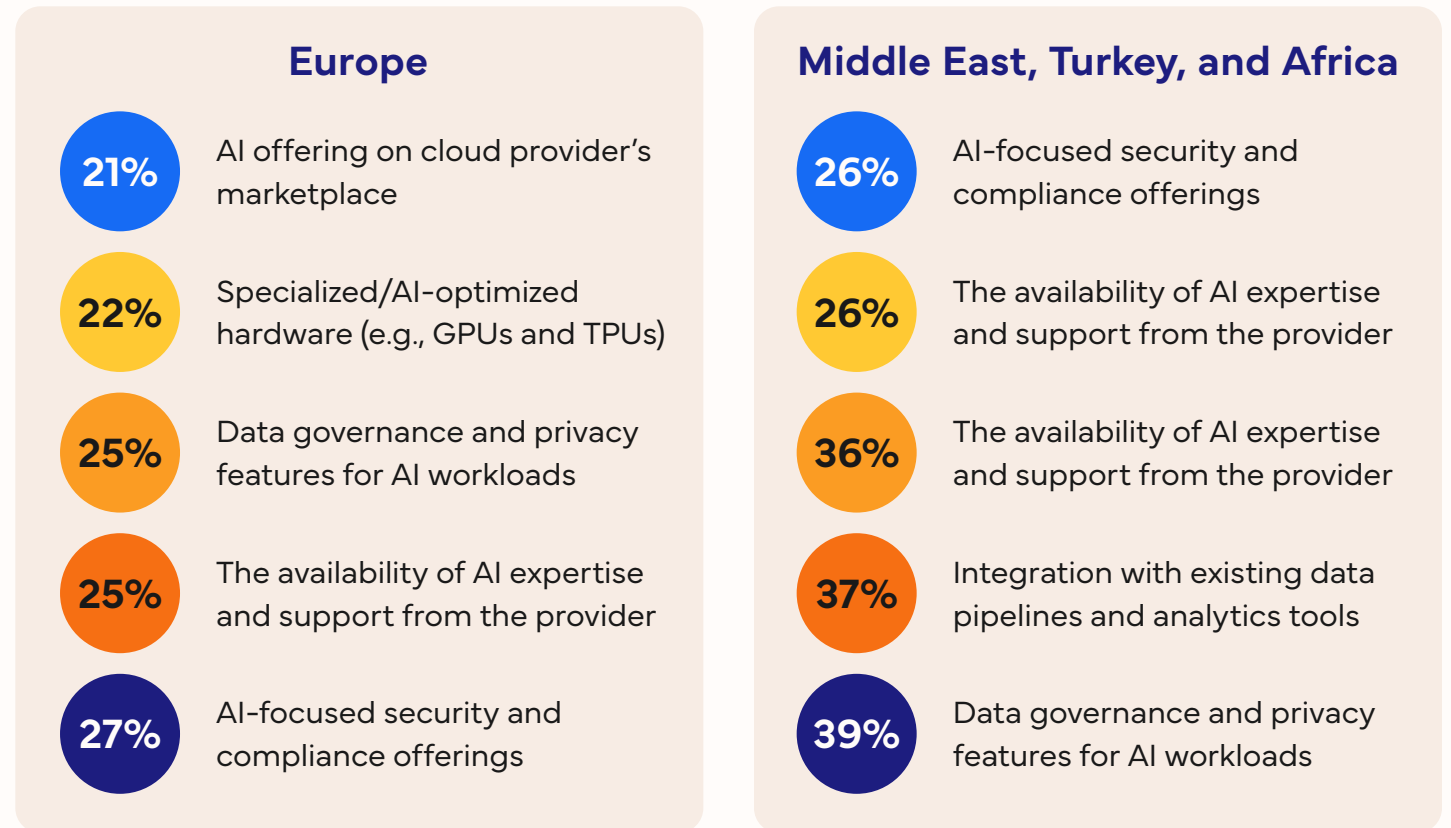 Europe
21%
AI offering on cloud provider’s
marketplace
22%
Specialized/AI-optimized
hardware (e.g., GPUs and TPUs)
25%
Data governance and privacy
features for AI workloads
25%
The availability of AI expertise
and support from the provider
27%
AI-focused security and
compliance offerings
Middle East, Turkey, and Africa
26%
AI-focused security and
compliance offerings
26%
The availability of AI expertise
and support from the provider
36%
The availability of AI expertise
and support from the provider
37%
Integration with existing data
pipelines and analytics tools
39%
Data governance and privacy
features for AI workloads